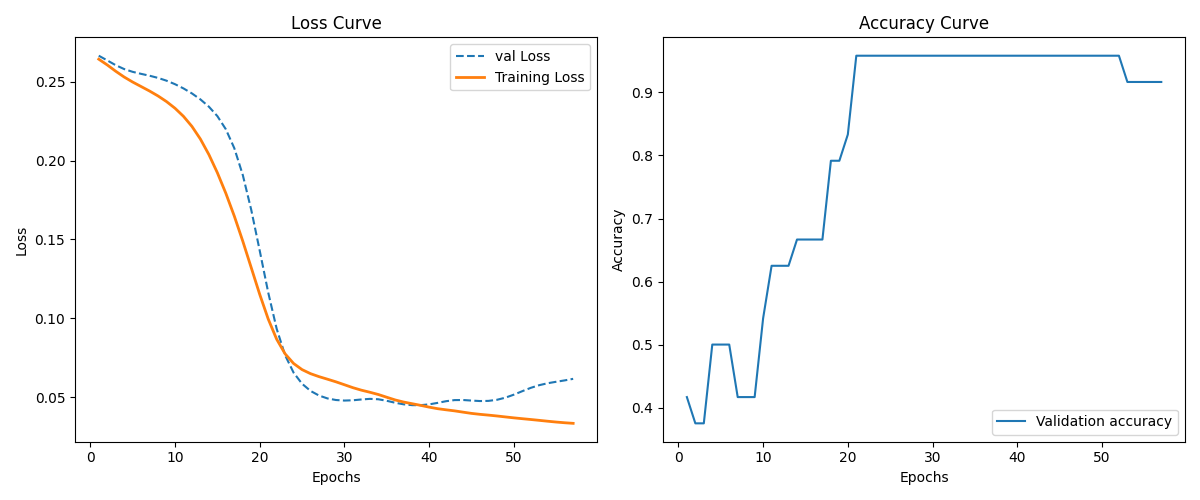 Loss Curve
val Loss
Training Loss
0.25
0.20
0.15
0.10
0.05
Loss
0
10
20
30
40
50
Epochs
Accuracy Curve
0.9
0.8
0.7
0.6
0.5
0.4
Accuracy
Validation accuracy
0
10
20
30
40
50
Epochs